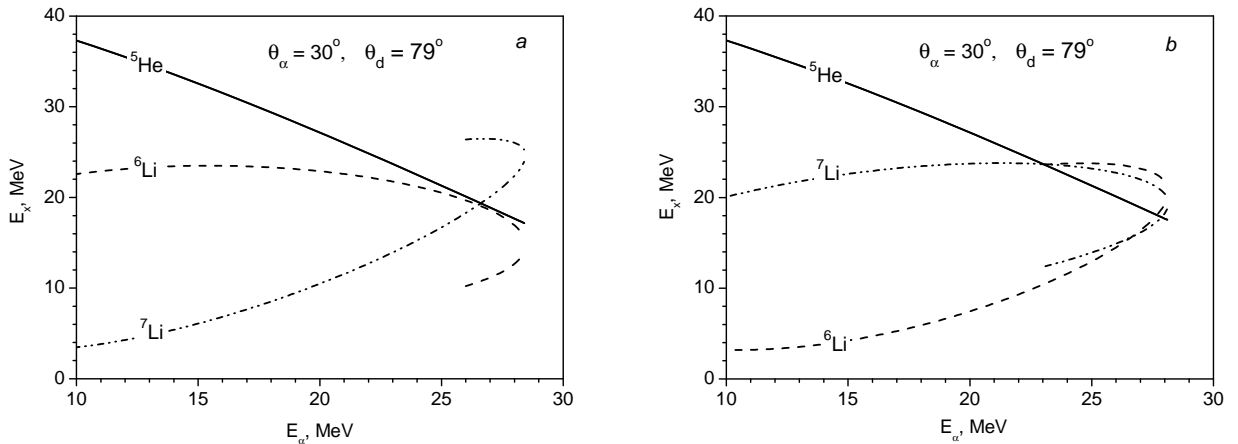 a
θα = 30°, θd = 79°
⁵He
⁶Li
⁷Li
Ex, MeV
40
30
20
10
0
10 15 20 25 30
Eα, MeV
b
θα = 30°, θd = 79°
⁵He
⁷Li
⁶Li
Ex, MeV
40
30
20
10
0
10 15 20 25 30
Eα, MeV